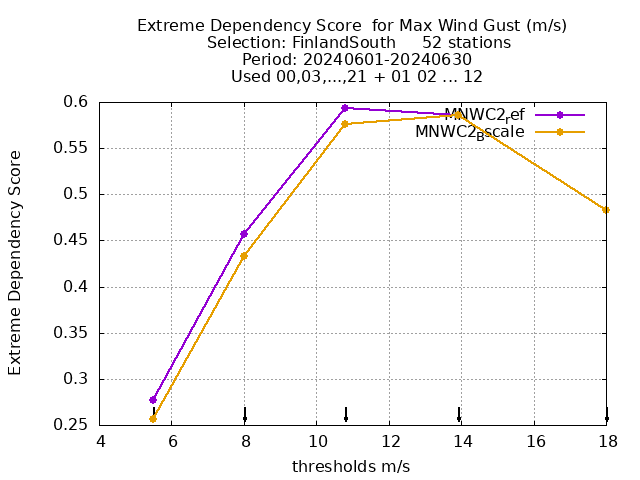 Extreme Dependency Score  for Max Wind Gust (m/s)
Selection: FinlandSouth     52 stations
Period: 20240601-20240630
Used 00,03,...,21 + 01 02 ... 12
Extreme Dependency Score
0.6
0.55
0.5
0.45
0.4
0.35
0.3
0.25
MNWC2_ref
MNWC2_Bscale
4 6 8 10 12 14 16 18
thresholds m/s